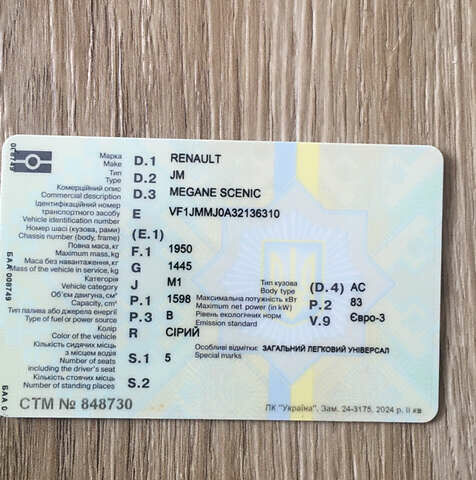 Марка
Make D.1 RENAULT
Тип
Type D.2 JM
Комерційний опис
Commercial description D.3 MEGANE SCENIC
Ідентифікаційний номер
транспортного засобу
Vehicle identification number E VF1JMMJ0A32136310
Номер шасі (кузова, рами)
Chassis number (body, frame) (E.1)
Повна маса, кг
Maximum mass, kg F.1 1950
Маса без навантаження, кг
Mass of the vehicle in service, kg G 1445
Категорія
Vehicle category J M1
Тип кузова
Body type (D.4) AC
Об'єм двигуна, см³
Capacity, cm³ P.1 1598
Максимальна потужність кВт
Maximum net power (in kW) P.2 83
Тип палива або джерела енергії
Type of fuel or power source P.3 B
Рівень екологічних норм
Emission standard V.9 Євро-3
Колір
Color of the vehicle R СІРИЙ
Кількість сидячих місць
з місцем водія
Number of seats
including the driver's seat S.1 5
Особливі відмітки: ЗАГАЛЬНИЙ ЛЕГКОВИЙ УНІВЕРСАЛ
Special marks
Кількість стоячих місць
Number of standing places S.2
СТМ № 848730
ПК "Україна". Зам. 24-3175, 2024 р. ІІ кв
БАА 008749